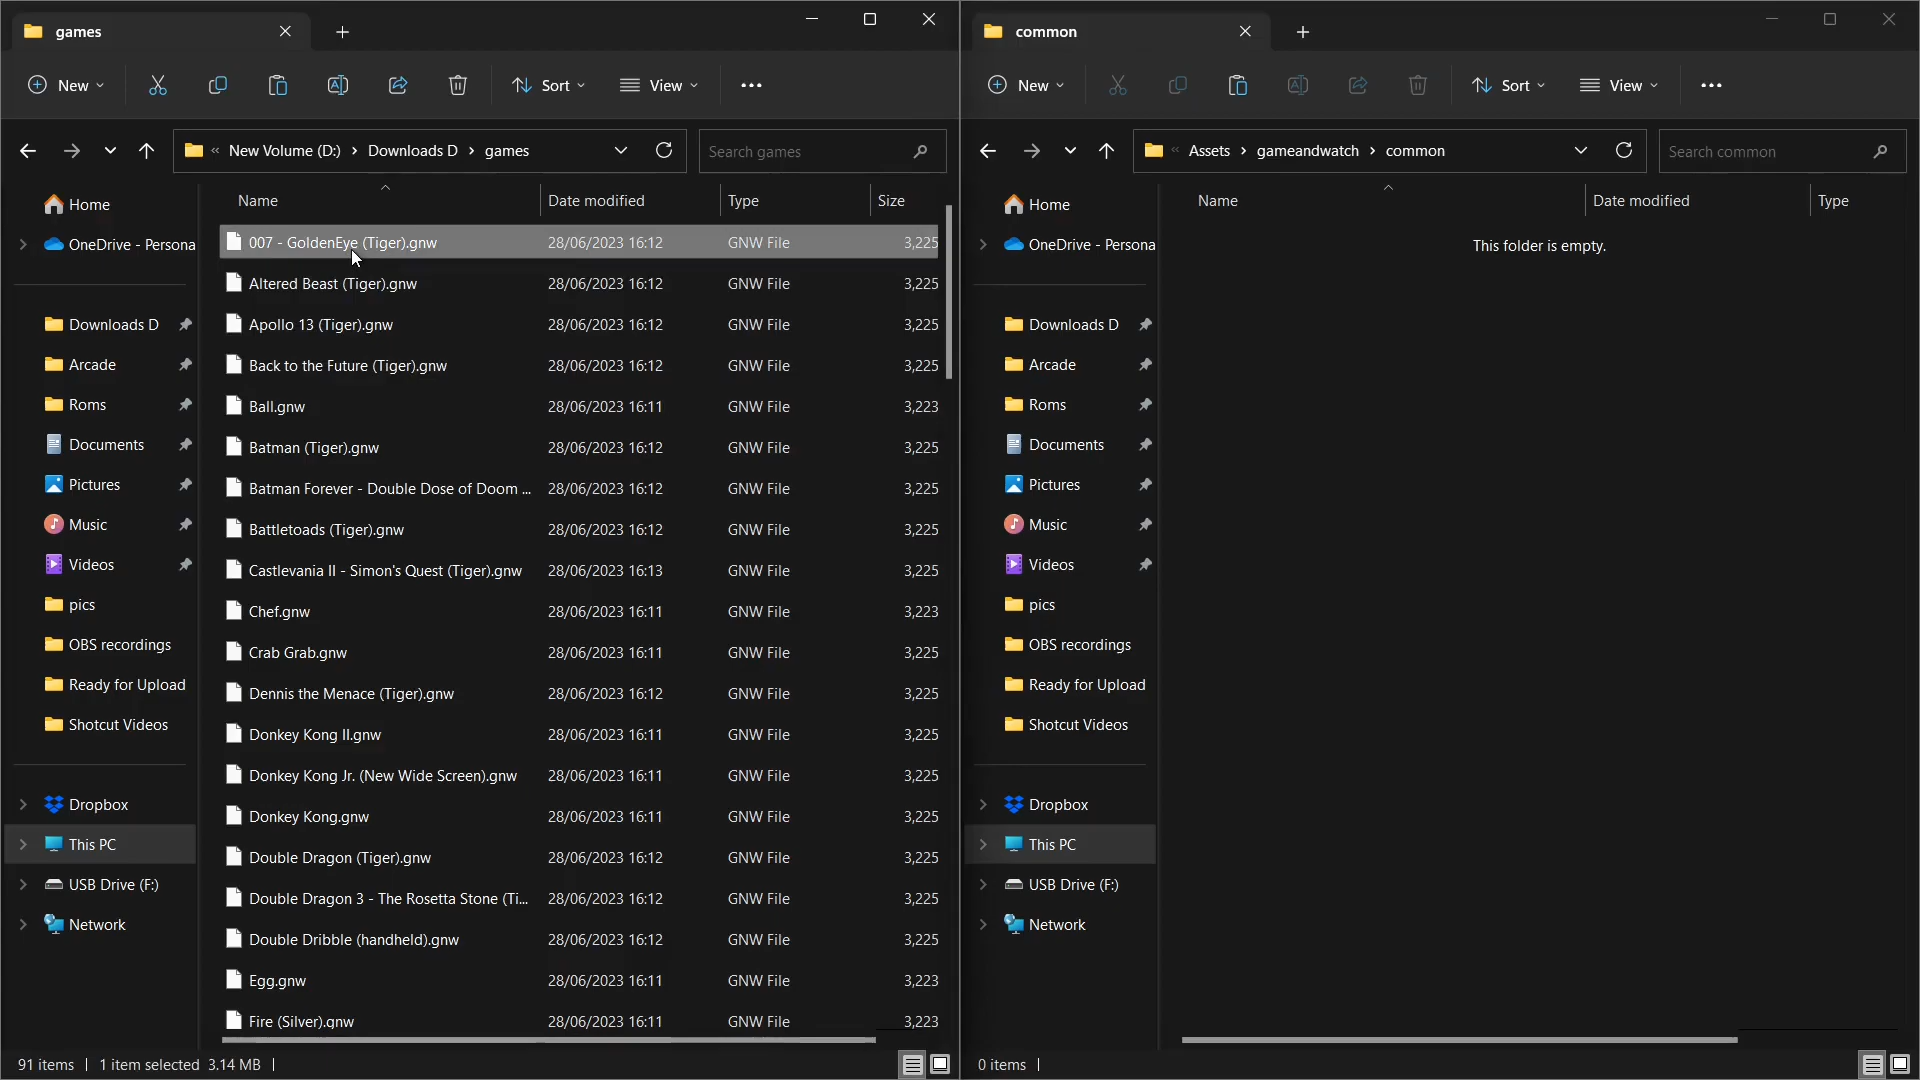 games
New
Sort
View
New Volume (D:) > Downloads D > games
Search games
Home
OneDrive - Persona
Downloads D
Arcade
Roms
Documents
Pictures
Music
Videos
pics
OBS recordings
Ready for Upload
Shotcut Videos
Dropbox
This PC
USB Drive (F:)
Network
Name Date modified Type Size
007 - GoldenEye (Tiger).gnw 28/06/2023 16:12 GNW File 3,225
Altered Beast (Tiger).gnw 28/06/2023 16:12 GNW File 3,225
Apollo 13 (Tiger).gnw 28/06/2023 16:12 GNW File 3,225
Back to the Future (Tiger).gnw 28/06/2023 16:12 GNW File 3,225
Ball.gnw 28/06/2023 16:11 GNW File 3,223
Batman (Tiger).gnw 28/06/2023 16:12 GNW File 3,225
Batman Forever - Double Dose of Doom ... 28/06/2023 16:12 GNW File 3,225
Battletoads (Tiger).gnw 28/06/2023 16:12 GNW File 3,225
Castlevania II - Simon's Quest (Tiger).gnw 28/06/2023 16:13 GNW File 3,225
Chef.gnw 28/06/2023 16:11 GNW File 3,223
Crab Grab.gnw 28/06/2023 16:11 GNW File 3,225
Dennis the Menace (Tiger).gnw 28/06/2023 16:12 GNW File 3,225
Donkey Kong II.gnw 28/06/2023 16:11 GNW File 3,225
Donkey Kong Jr. (New Wide Screen).gnw 28/06/2023 16:11 GNW File 3,225
Donkey Kong.gnw 28/06/2023 16:11 GNW File 3,225
Double Dragon (Tiger).gnw 28/06/2023 16:12 GNW File 3,225
Double Dragon 3 - The Rosetta Stone (Ti... 28/06/2023 16:12 GNW File 3,225
Double Dribble (handheld).gnw 28/06/2023 16:12 GNW File 3,225
Egg.gnw 28/06/2023 16:11 GNW File 3,223
Fire (Silver).gnw 28/06/2023 16:11 GNW File 3,223
91 items | 1 item selected 3.14 MB |
common
New
Sort
View
Assets > gameandwatch > common
Search common
Home
OneDrive - Persona
Downloads D
Arcade
Roms
Documents
Pictures
Music
Videos
pics
OBS recordings
Ready for Upload
Shotcut Videos
Dropbox
This PC
USB Drive (F:)
Network
Name Date modified Type
This folder is empty.
0 items |